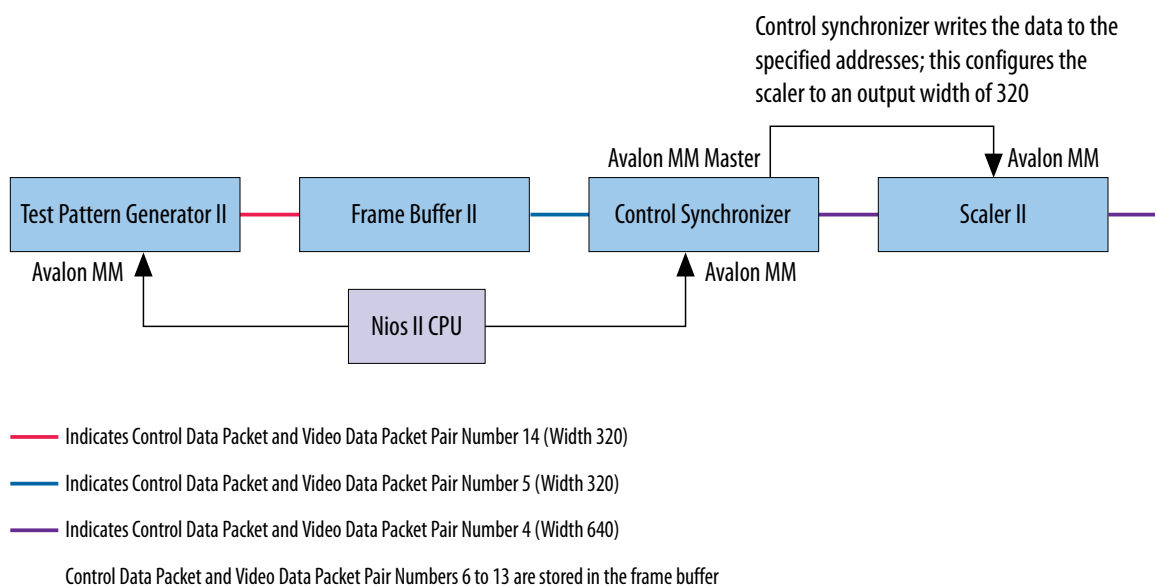 Control synchronizer writes the data to the
specified addresses; this configures the
scaler to an output width of 320
Avalon MM Master
Avalon MM
Test Pattern Generator II
Frame Buffer II
Control Synchronizer
Scaler II
Avalon MM
Avalon MM
Nios II CPU
Indicates Control Data Packet and Video Data Packet Pair Number 14 (Width 320)
Indicates Control Data Packet and Video Data Packet Pair Number 5 (Width 320)
Indicates Control Data Packet and Video Data Packet Pair Number 4 (Width 640)
Control Data Packet and Video Data Packet Pair Numbers 6 to 13 are stored in the frame buffer